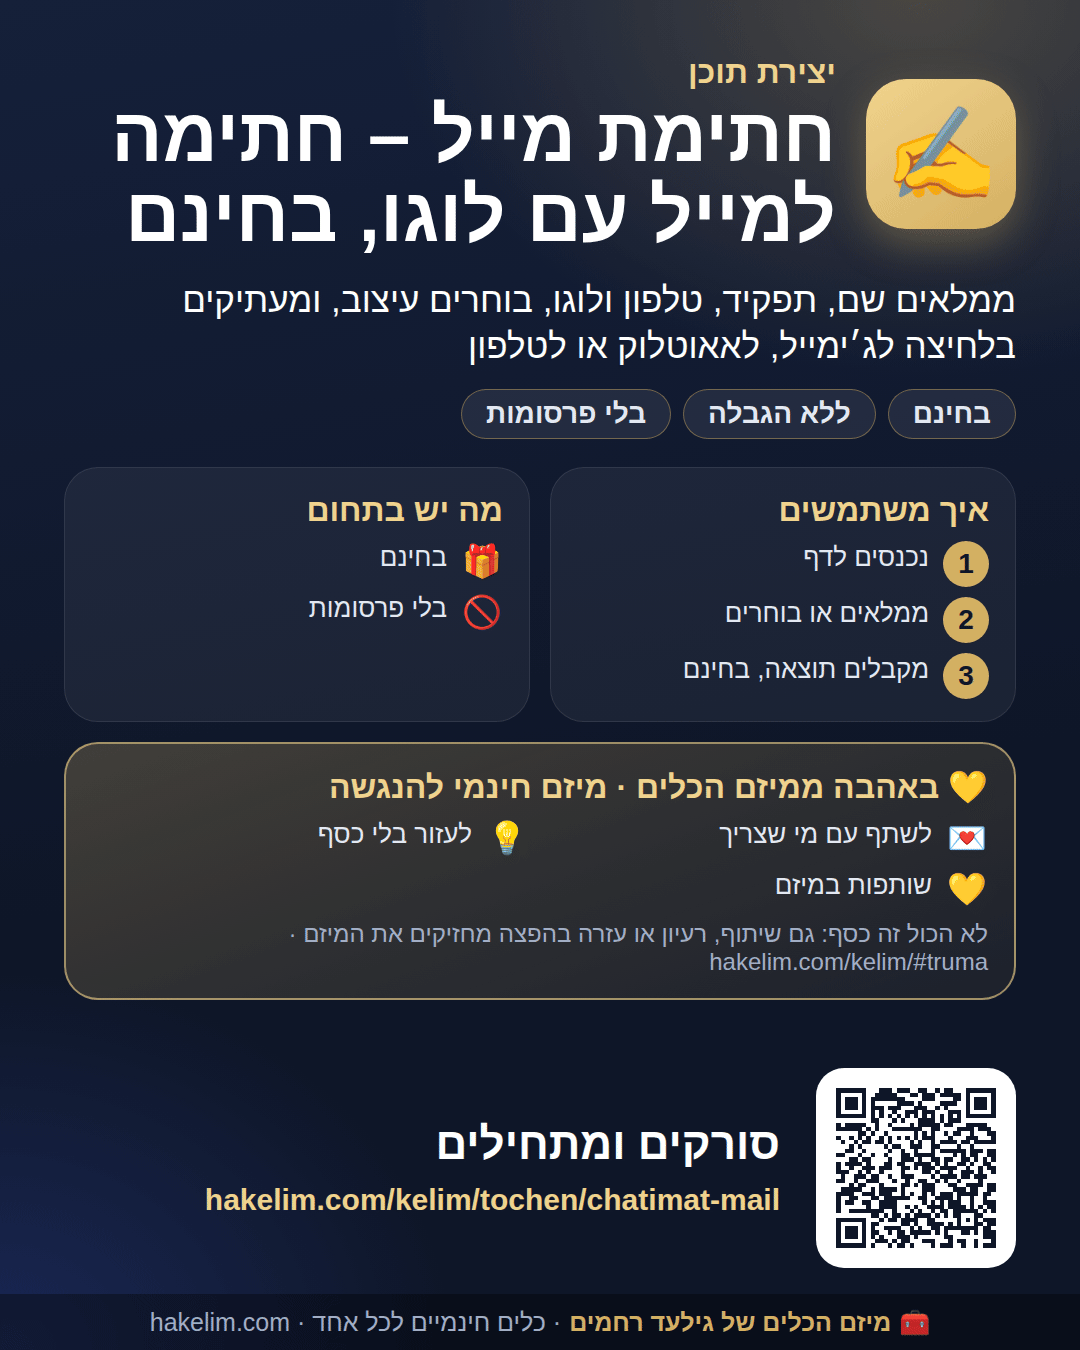 יצירת תוכן
חתימת מייל – חתימה
למייל עם לוגו, בחינם
ממלאים שם, תפקיד, טלפון ולוגו, בוחרים עיצוב, ומעתיקים
בלחיצה לג׳ימייל, לאאוטלוק או לטלפון
בחינם
ללא הגבלה
בלי פרסומות
איך משתמשים
1 נכנסים לדף
2 ממלאים או בוחרים
3 מקבלים תוצאה, בחינם
מה יש בתחום
🎁 בחינם
🚫 בלי פרסומות
💛 באהבה ממיזם הכלים · מיזם חינמי להנגשה
💌 לשתף עם מי שצריך
💡 לעזור בלי כסף
💛 שותפות במיזם
לא הכול זה כסף: גם שיתוף, רעיון או עזרה בהפצה מחזיקים את המיזם ·
hakelim.com/kelim/#truma
סורקים ומתחילים
hakelim.com/kelim/tochen/chatimat-mail
🧰 מיזם הכלים של גילעד רחמים · כלים חינמיים לכל אחד · hakelim.com